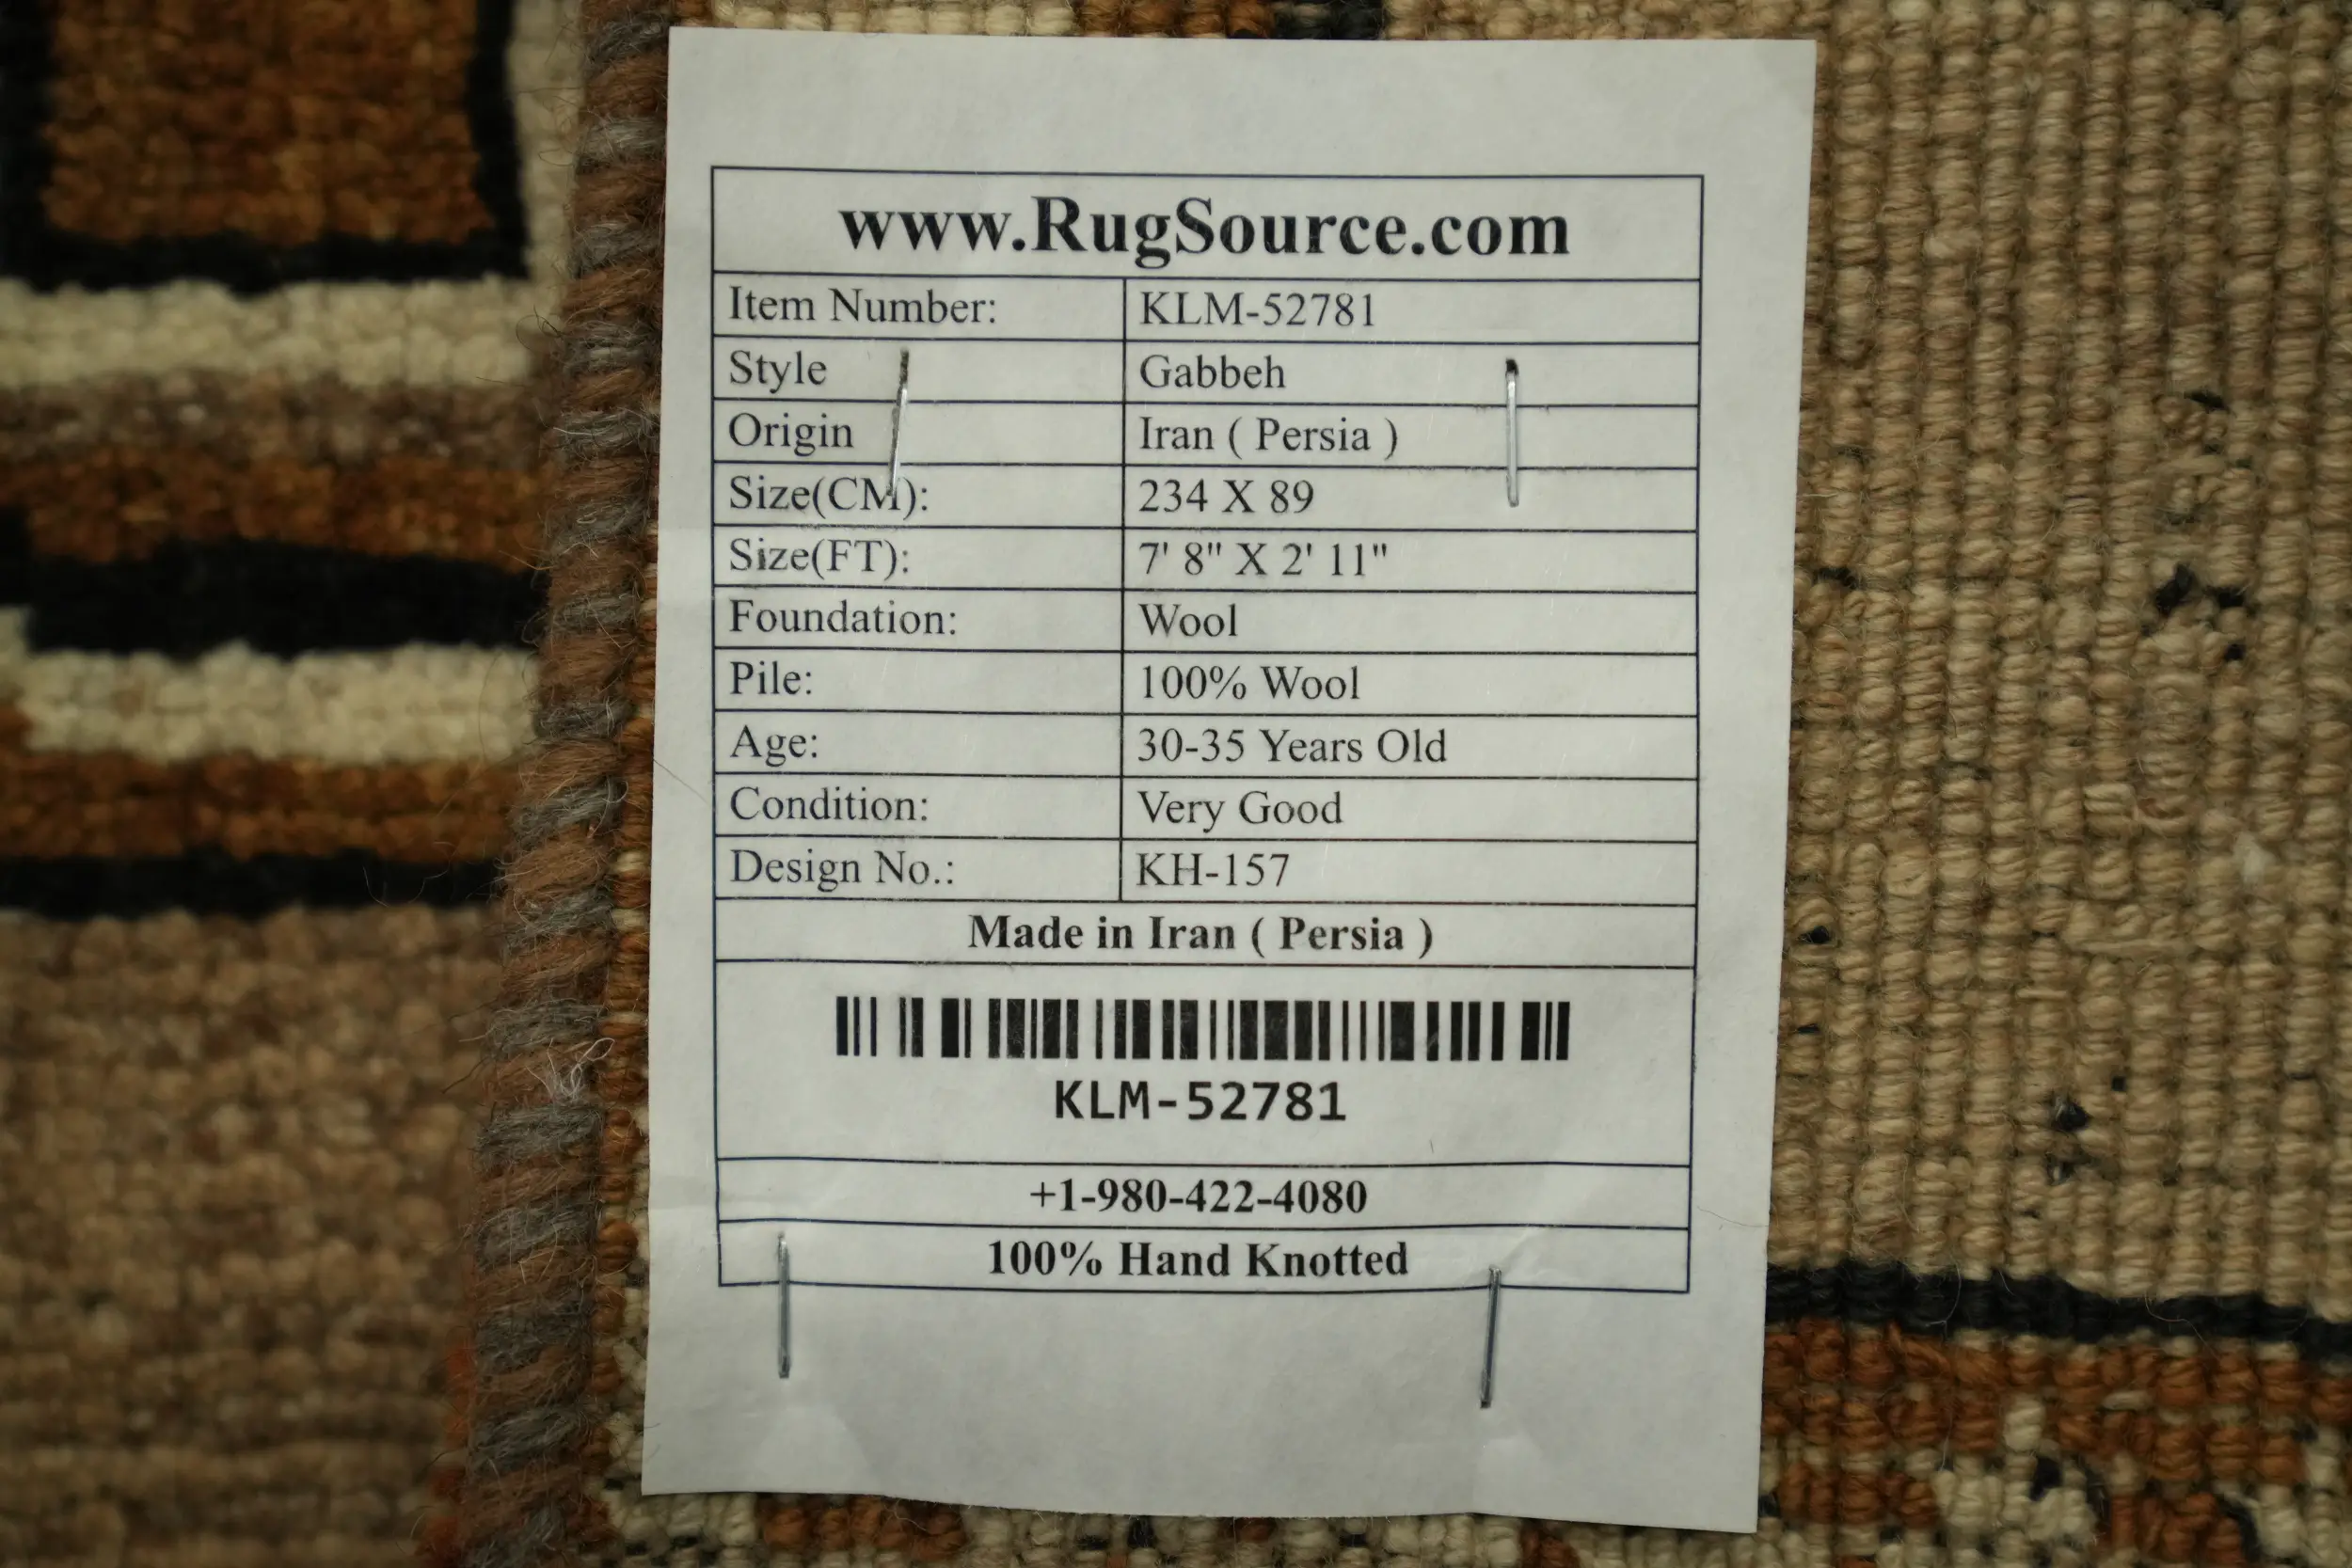 www.RugSource.com
Item Number: KLM-52781
Style Gabbeh
Origin Iran ( Persia )
Size(CM): 234 X 89
Size(FT): 7' 8" X 2' 11"
Foundation: Wool
Pile: 100% Wool
Age: 30-35 Years Old
Condition: Very Good
Design No.: KH-157
Made in Iran ( Persia )
KLM-52781
+1-980-422-4080
100% Hand Knotted